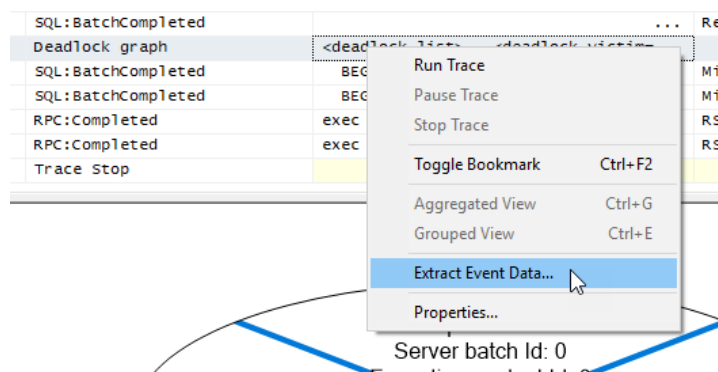 SQL:BatchCompleted ... Re
Deadlock graph <deadlock-list> <deadlock victim=
SQL:BatchCompleted BEG Mi
SQL:BatchCompleted BEG Mi
RPC:Completed exec RS
RPC:Completed exec RS
Trace Stop
Run Trace
Pause Trace
Stop Trace
Toggle Bookmark Ctrl+F2
Aggregated View Ctrl+G
Grouped View Ctrl+E
Extract Event Data...
Properties...
Server batch Id: 0